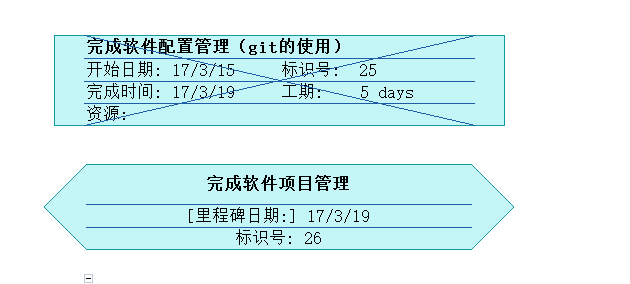 完成软件配置管理（git的使用）
开始日期: 17/3/15 标识号: 25
完成时间: 17/3/19 工期: 5 days
资源:
完成软件项目管理
[里程碑日期:] 17/3/19
标识号: 26